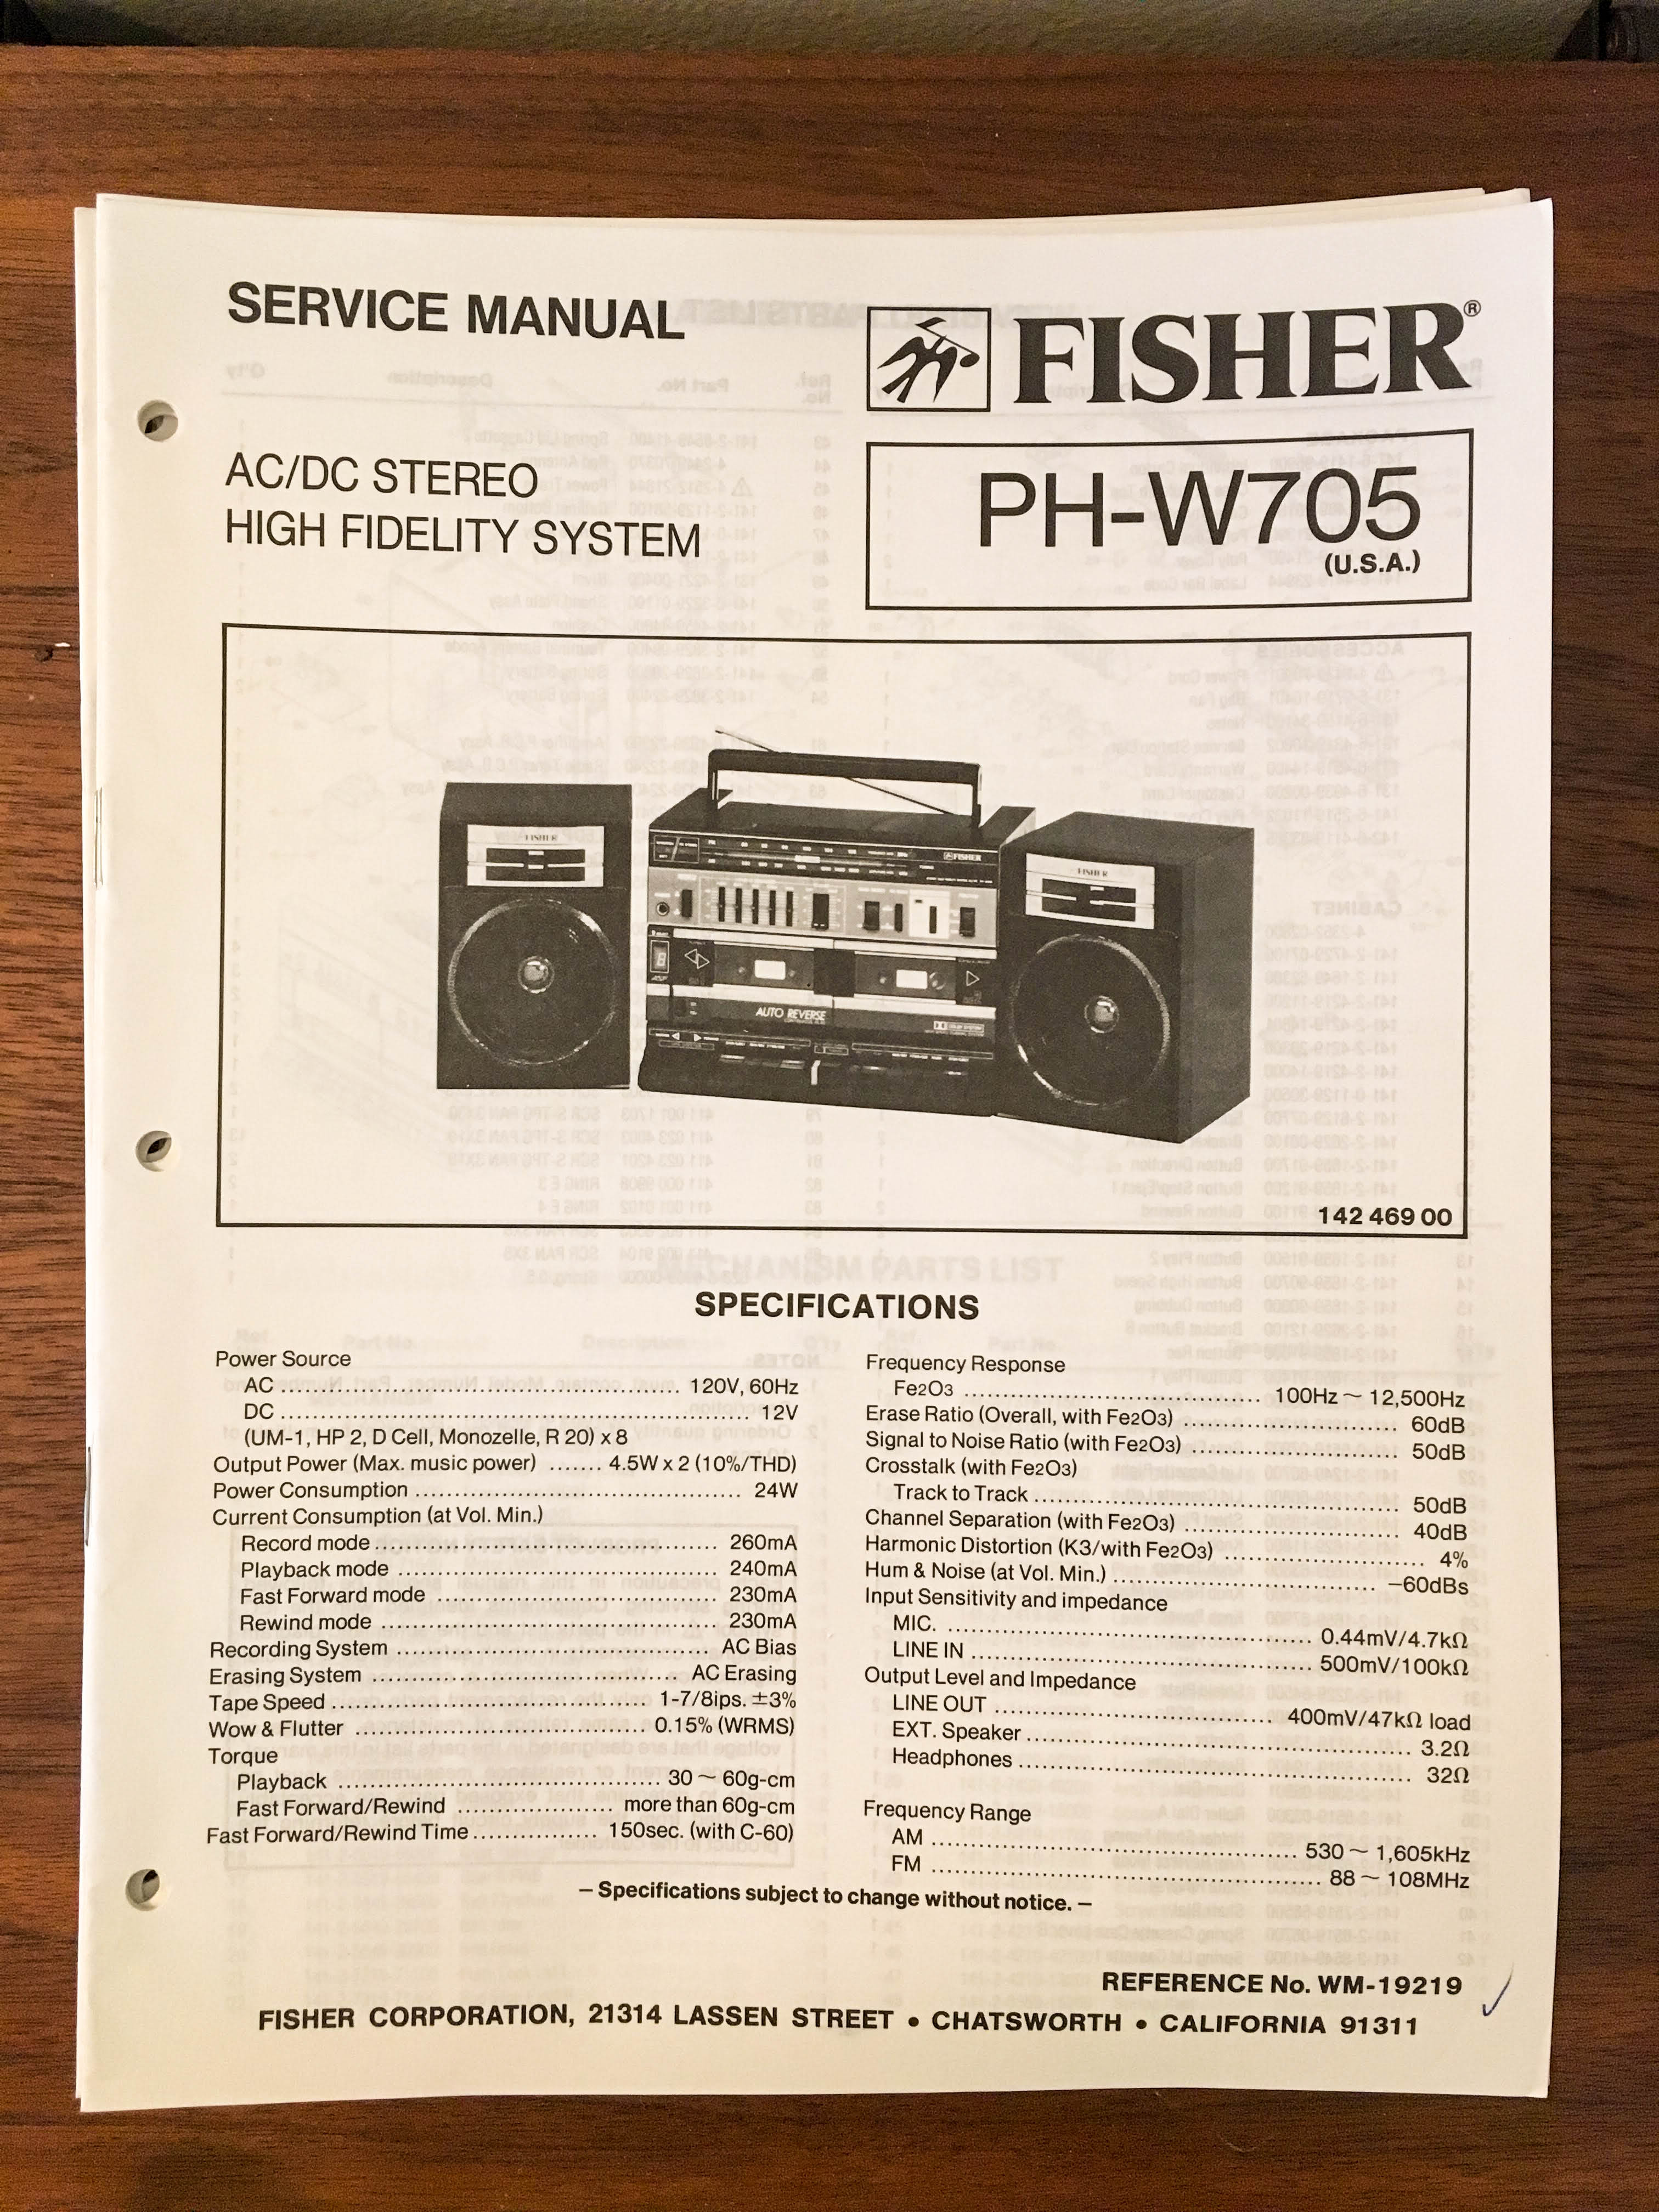 SERVICE MANUAL
FISHER®
AC/DC STEREO
HIGH FIDELITY SYSTEM
PH-W705
(U.S.A.)
FISHER
FISHER
FISHER
AUTO REVERSE
142 469 00
SPECIFICATIONS
Power Source
AC ........ 120V, 60Hz
DC ........ 12V
(UM-1, HP 2, D Cell, Monozelle, R 20) x 8
Output Power (Max. music power) ....... 4.5W x 2 (10%/THD)
Power Consumption ........ 24W
Current Consumption (at Vol. Min.)
Record mode ........ 260mA
Playback mode ........ 240mA
Fast Forward mode ........ 230mA
Rewind mode ........ 230mA
Recording System ........ AC Bias
Erasing System ........ AC Erasing
Tape Speed ........ 1-7/8ips. ±3%
Wow & Flutter ........ 0.15% (WRMS)
Torque
Playback ........ 30 ~ 60g-cm
Fast Forward/Rewind ........ more than 60g-cm
Fast Forward/Rewind Time ........ 150sec. (with C-60)
Frequency Response
Fe2O3 ........ 100Hz ~ 12,500Hz
Erase Ratio (Overall, with Fe2O3) ........ 60dB
Signal to Noise Ratio (with Fe2O3) ........ 50dB
Crosstalk (with Fe2O3)
Track to Track ........ 50dB
Channel Separation (with Fe2O3) ........ 40dB
Harmonic Distortion (K3/with Fe2O3) ........ 4%
Hum & Noise (at Vol. Min.) ........ −60dBs
Input Sensitivity and impedance
MIC. ........ 0.44mV/4.7kΩ
LINE IN ........ 500mV/100kΩ
Output Level and Impedance
LINE OUT ........ 400mV/47kΩ load
EXT. Speaker ........ 3.2Ω
Headphones ........ 32Ω
Frequency Range
AM ........ 530 ~ 1,605kHz
FM ........ 88 ~ 108MHz
– Specifications subject to change without notice. –
REFERENCE No. WM-19219
FISHER CORPORATION, 21314 LASSEN STREET • CHATSWORTH • CALIFORNIA 91311